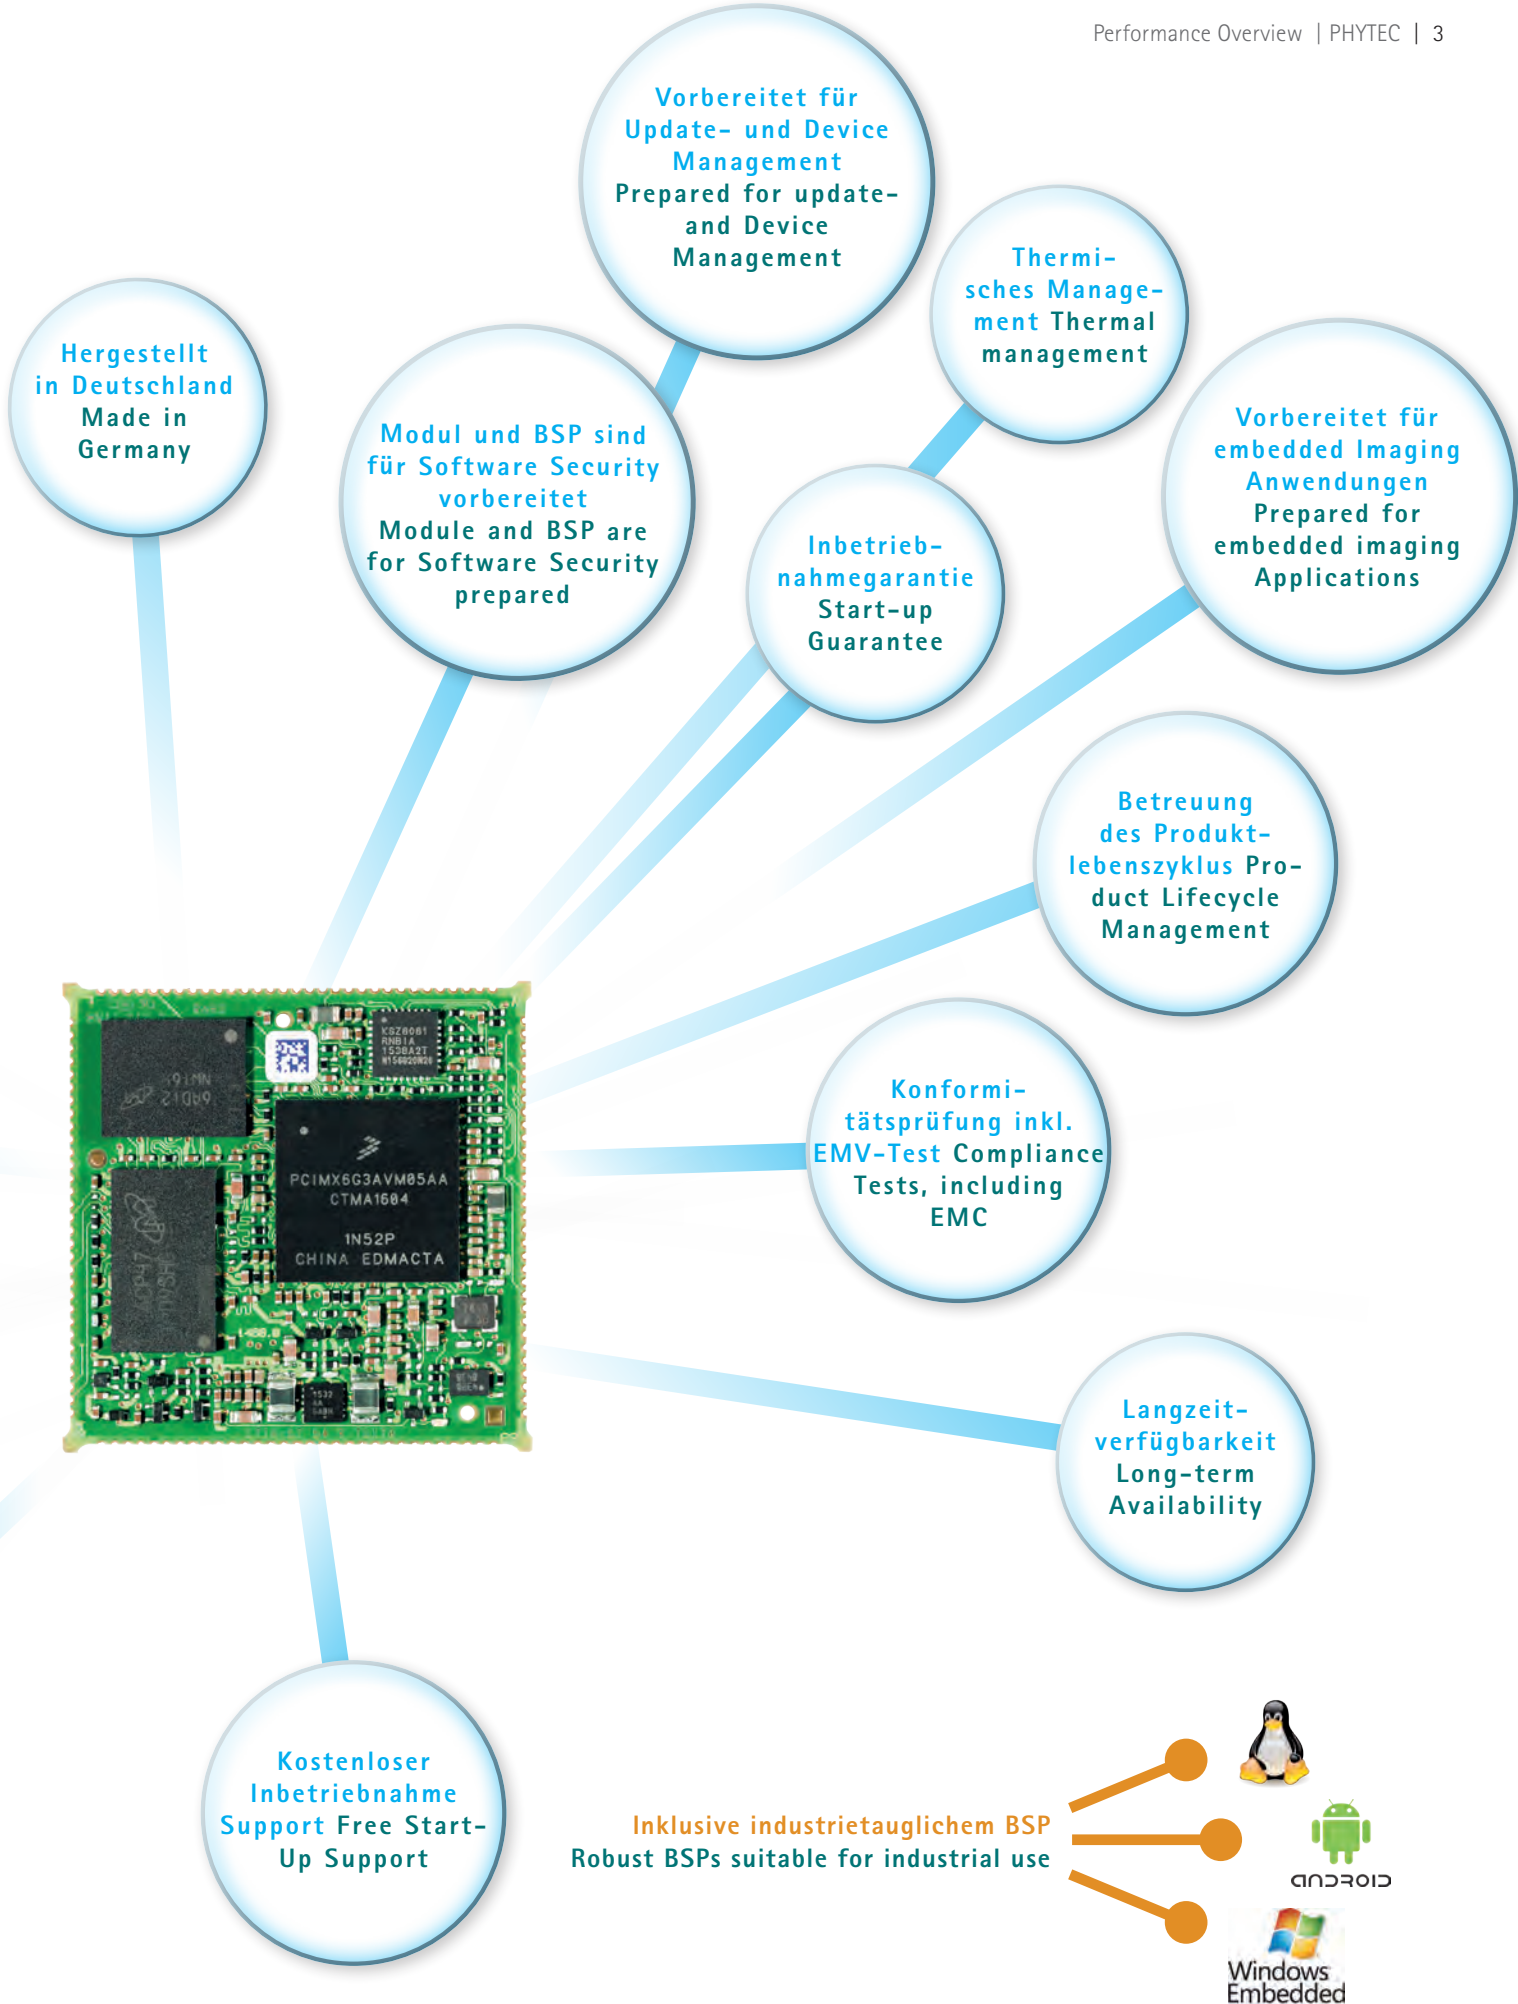 Performance Overview | PHYTEC | 3
Vorbereitet für
Update- und Device
Management
Prepared for update-
and Device
Management
Thermi-
sches Manage-
ment Thermal
management
Hergestellt
in Deutschland
Made in
Germany
Modul und BSP sind
für Software Security
vorbereitet
Module and BSP are
for Software Security
prepared
Vorbereitet für
embedded Imaging
Anwendungen
Prepared for
embedded imaging
Applications
Inbetrieb-
nahmegarantie
Start-up
Guarantee
Betreuung
des Produkt-
lebenszyklus Pro-
duct Lifecycle
Management
KSZ8081
RNBIA
1538A2T
6AD12
PCIMX6G3AVM05AA
CTMA1604
1N52P
CHINA EDMACTA
Konformi-
tätsprüfung inkl.
EMV-Test Compliance
Tests, including
EMC
Langzeit-
verfügbarkeit
Long-term
Availability
Kostenloser
Inbetriebnahme
Support Free Start-
Up Support
Inklusive industrietauglichem BSP
Robust BSPs suitable for industrial use
android
Windows
Embedded